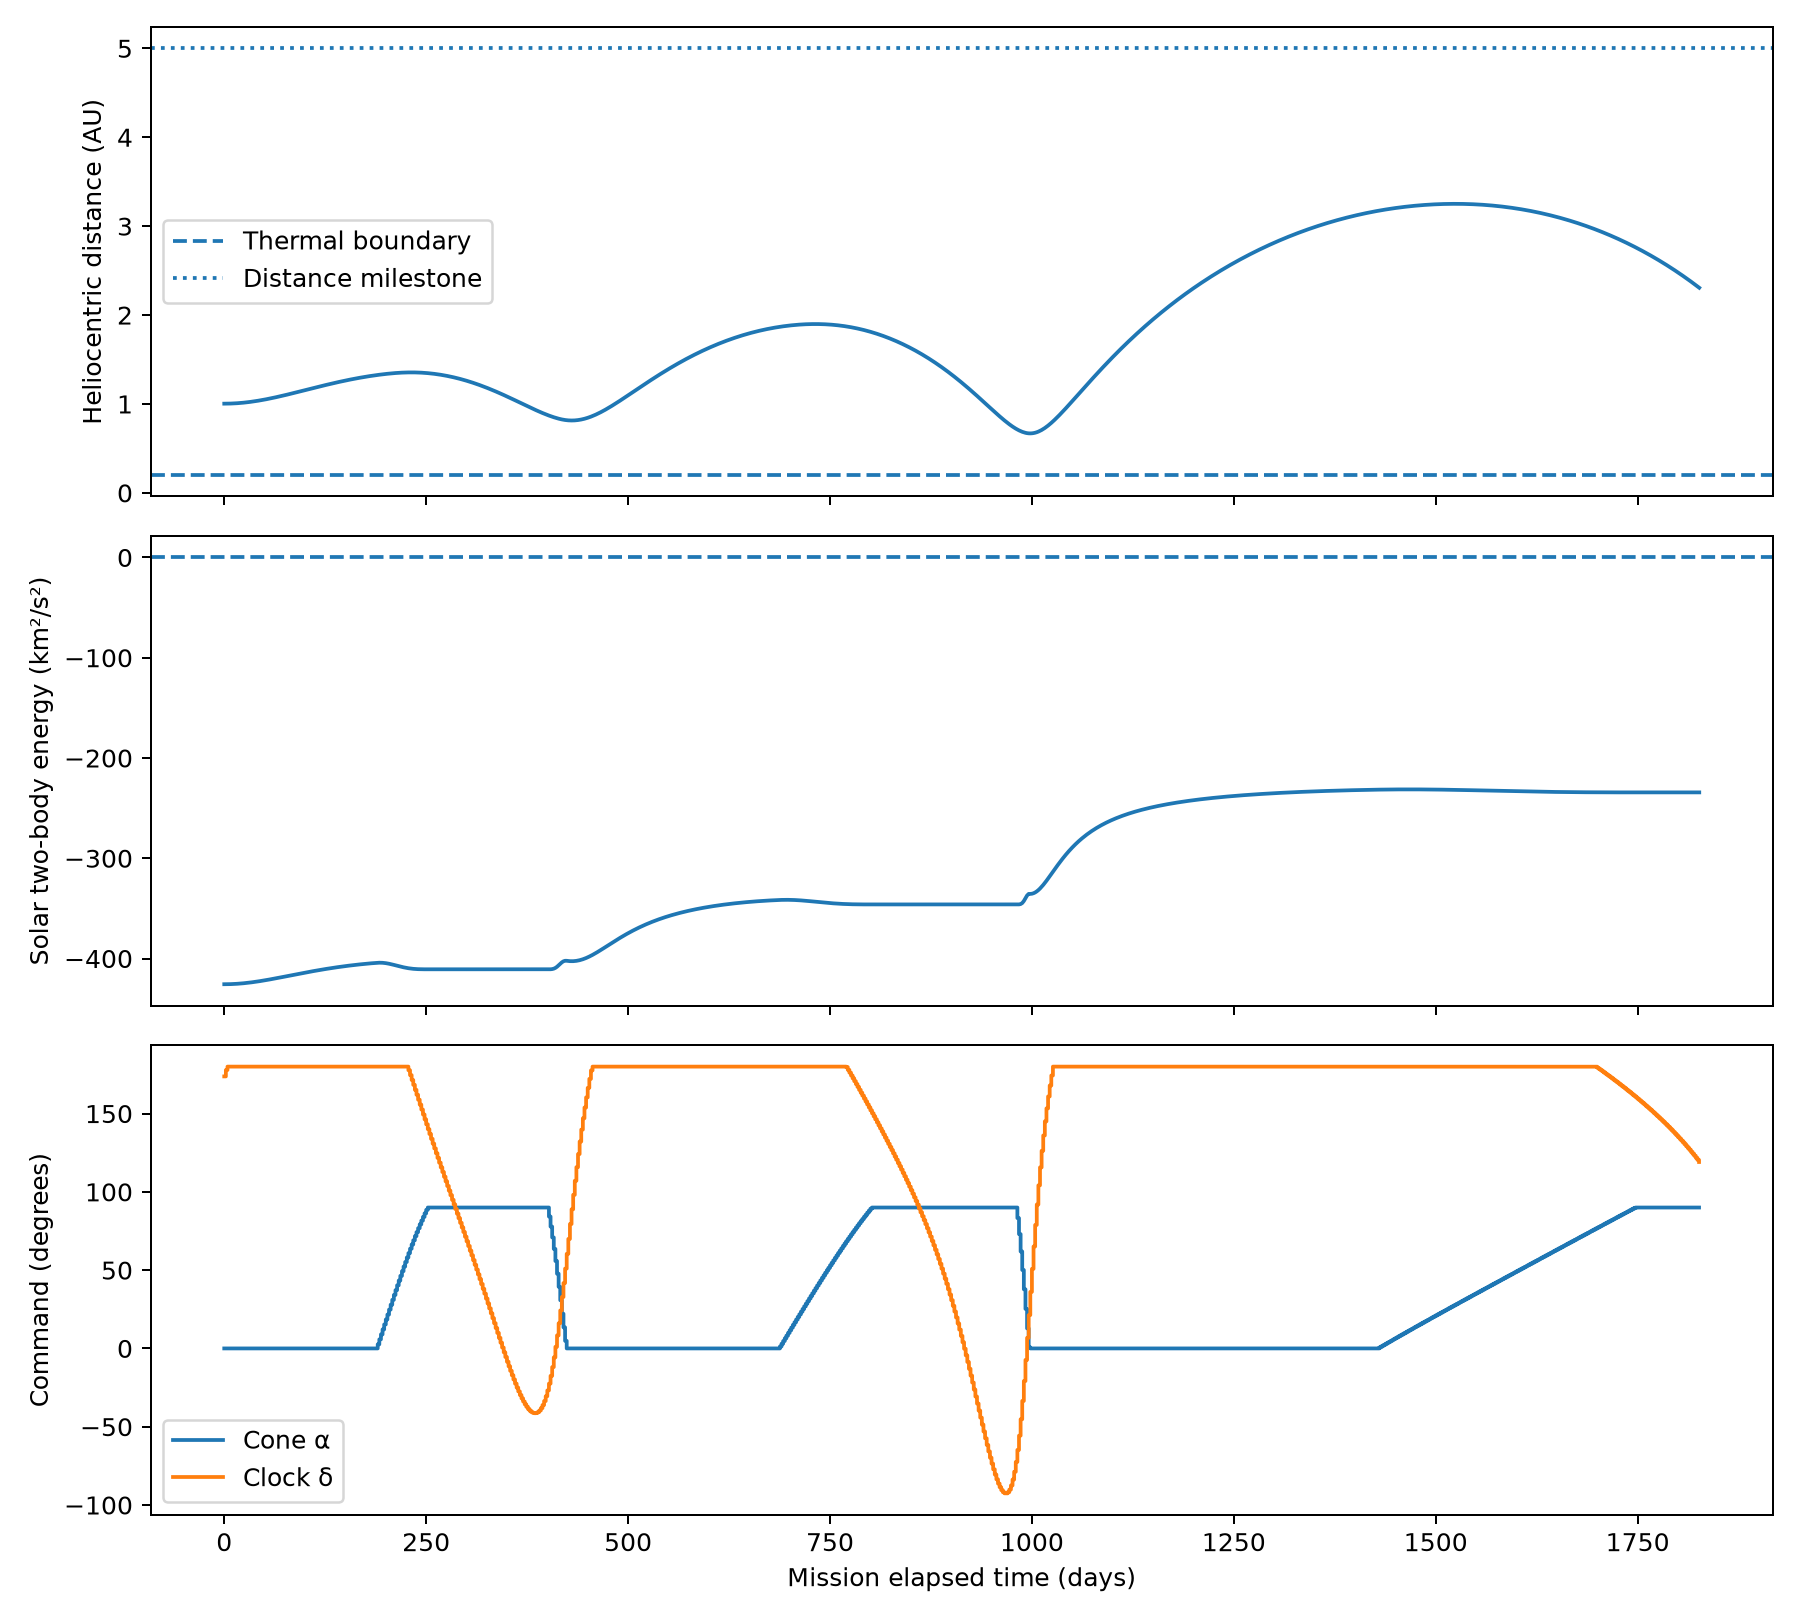 5
4
3
2
1
0
Heliocentric distance (AU)
Thermal boundary
Distance milestone
0
−100
−200
−300
−400
Solar two-body energy (km²/s²)
150
100
50
0
−50
−100
Command (degrees)
Cone α
Clock δ
0 250 500 750 1000 1250 1500 1750
Mission elapsed time (days)